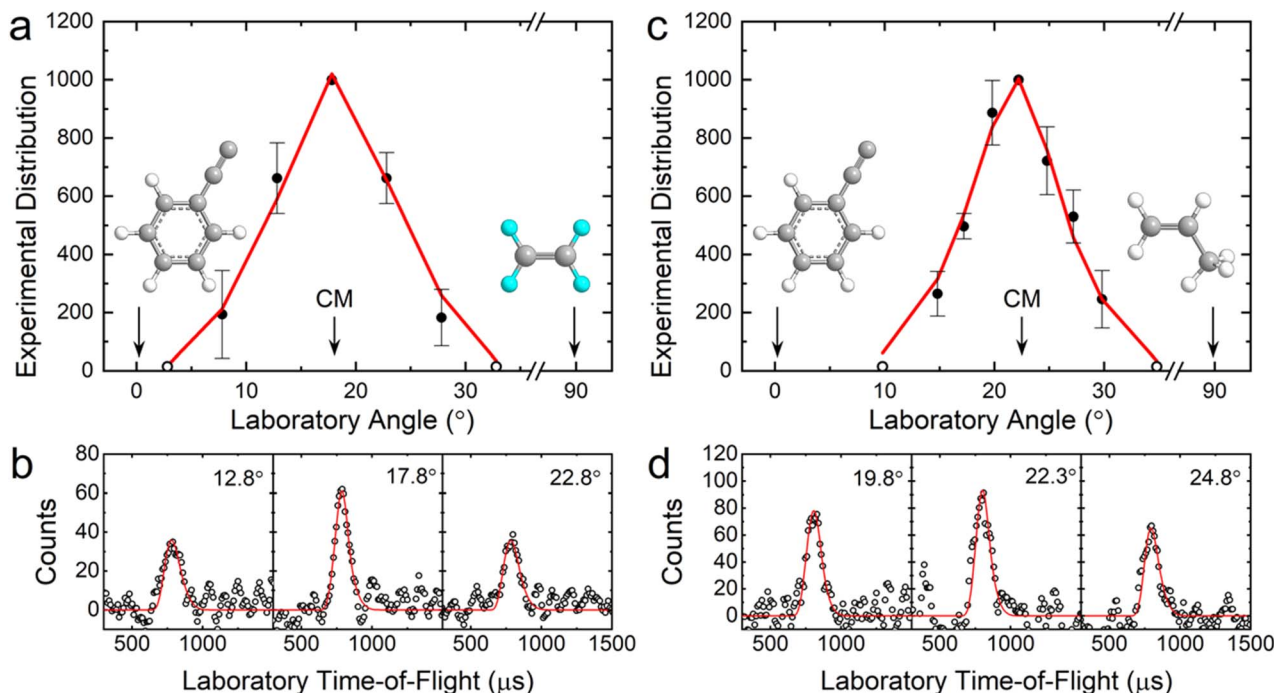 a
1200
1000
800
600
400
200
0
Experimental Distribution
CM
0 10 20 30 90
Laboratory Angle (°)
c
1200
1000
800
600
400
200
0
Experimental Distribution
CM
0 10 20 30 90
Laboratory Angle (°)
b
80
60
40
20
0
Counts
12.8° 17.8° 22.8°
500 1000 500 1000 500 1000 1500
Laboratory Time-of-Flight (μs)
d
120
100
80
60
40
20
0
Counts
19.8° 22.3° 24.8°
500 1000 500 1000 500 1000 1500
Laboratory Time-of-Flight (μs)